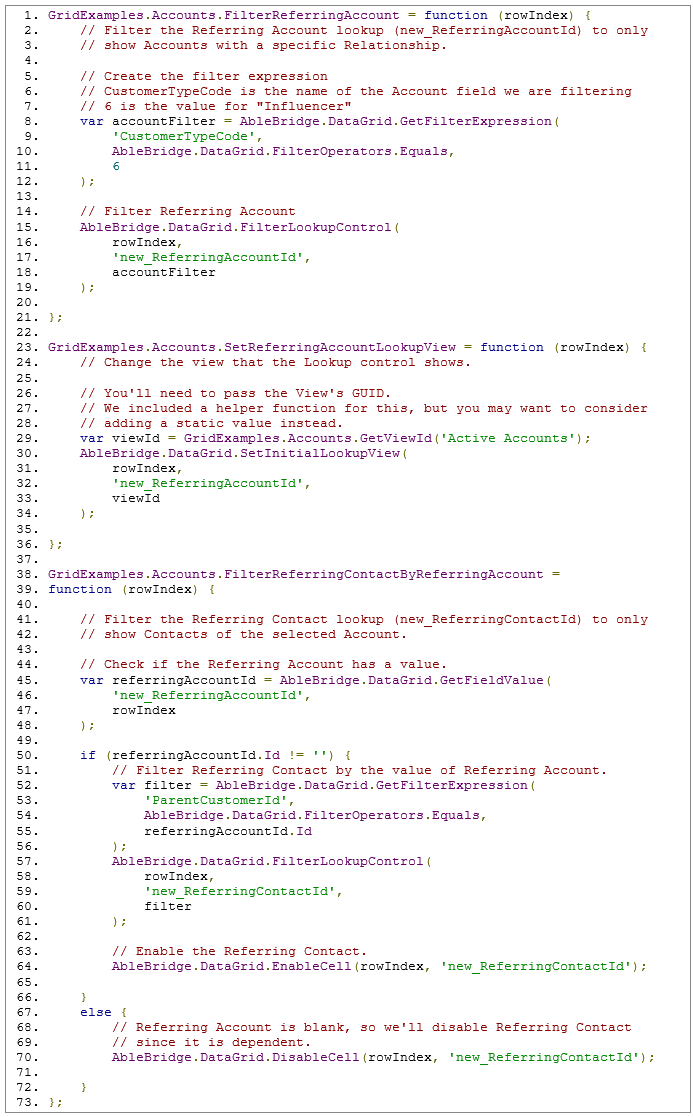 1. GridExamples.Accounts.FilterReferringAccount = function (rowIndex) {
2.     // Filter the Referring Account lookup (new_ReferringAccountId) to only
3.     // show Accounts with a specific Relationship.
4.
5.     // Create the filter expression
6.     // CustomerTypeCode is the name of the Account field we are filtering
7.     // 6 is the value for "Influencer"
8.     var accountFilter = AbleBridge.DataGrid.GetFilterExpression(
9.         'CustomerTypeCode',
10.         AbleBridge.DataGrid.FilterOperators.Equals,
11.         6
12.     );
13.
14.     // Filter Referring Account
15.     AbleBridge.DataGrid.FilterLookupControl(
16.         rowIndex,
17.         'new_ReferringAccountId',
18.         accountFilter
19.     );
20.
21. };
22.
23. GridExamples.Accounts.SetReferringAccountLookupView = function (rowIndex) {
24.     // Change the view that the Lookup control shows.
25.
26.     // You'll need to pass the View's GUID.
27.     // We included a helper function for this, but you may want to consider
28.     // adding a static value instead.
29.     var viewId = GridExamples.Accounts.GetViewId('Active Accounts');
30.     AbleBridge.DataGrid.SetInitialLookupView(
31.         rowIndex,
32.         'new_ReferringAccountId',
33.         viewId
34.     );
35.
36. };
37.
38. GridExamples.Accounts.FilterReferringContactByReferringAccount =
39. function (rowIndex) {
40.
41.     // Filter the Referring Contact lookup (new_ReferringContactId) to only
42.     // show Contacts of the selected Account.
43.
44.     // Check if the Referring Account has a value.
45.     var referringAccountId = AbleBridge.DataGrid.GetFieldValue(
46.         'new_ReferringAccountId',
47.         rowIndex
48.     );
49.
50.     if (referringAccountId.Id != '') {
51.         // Filter Referring Contact by the value of Referring Account.
52.         var filter = AbleBridge.DataGrid.GetFilterExpression(
53.             'ParentCustomerId',
54.             AbleBridge.DataGrid.FilterOperators.Equals,
55.             referringAccountId.Id
56.         );
57.         AbleBridge.DataGrid.FilterLookupControl(
58.             rowIndex,
59.             'new_ReferringContactId',
60.             filter
61.         );
62.
63.         // Enable the Referring Contact.
64.         AbleBridge.DataGrid.EnableCell(rowIndex, 'new_ReferringContactId');
65.
66.     }
67.     else {
68.         // Referring Account is blank, so we'll disable Referring Contact
69.         // since it is dependent.
70.         AbleBridge.DataGrid.DisableCell(rowIndex, 'new_ReferringContactId');
71.
72.     }
73. };